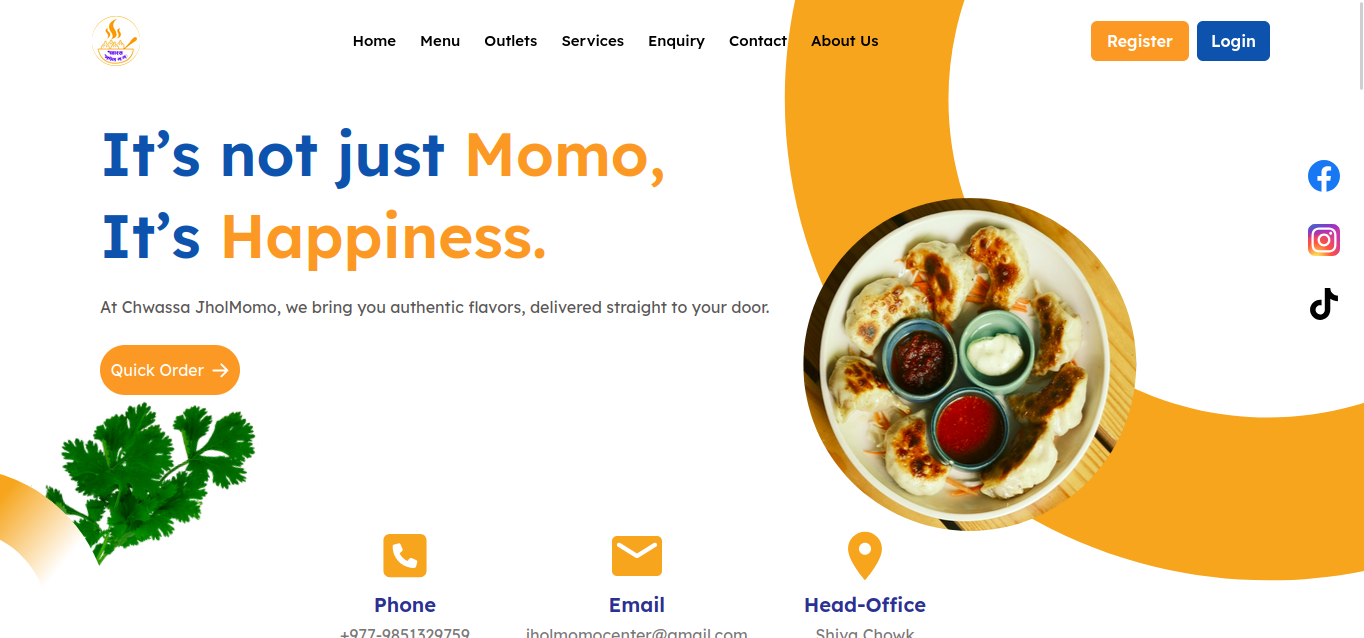 Home Menu Outlets Services Enquiry Contact About Us
Register Login
It’s not just Momo,
It’s Happiness.
At Chwassa JholMomo, we bring you authentic flavors, delivered straight to your door.
Quick Order
Phone Email Head-Office
+977-9851329759 jholmomocenter@gmail.com Shiva Chowk